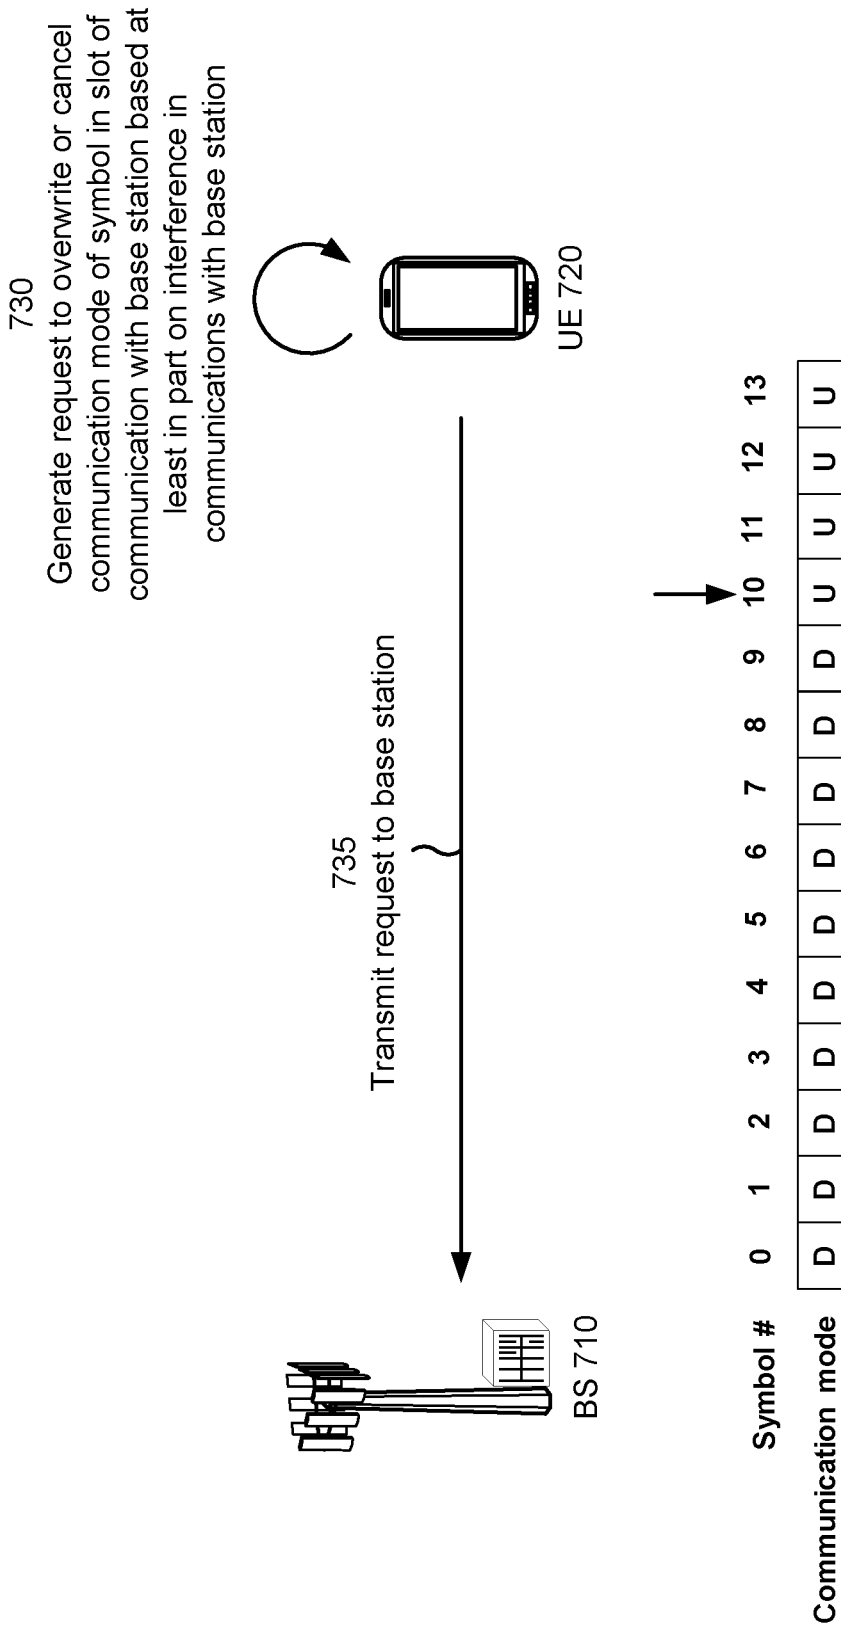 730
Generate request to overwrite or cancel
communication mode of symbol in slot of
communication with base station based at
least in part on interference in
communications with base station
UE 720
735
Transmit request to base station
BS 710
Symbol # 0 1 2 3 4 5 6 7 8 9 10 11 12 13
Communication mode D D D D D D D D D D U U U U